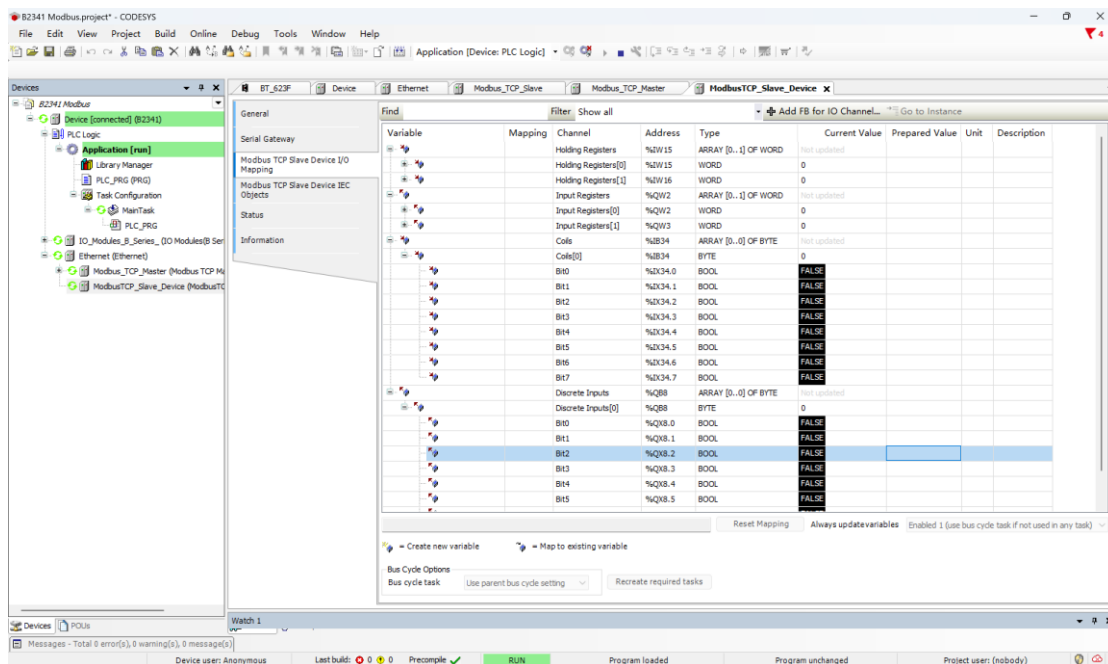 B2341 Modbus.project* - CODESYS
File Edit View Project Build Online Debug Tools Window Help
4
Application [Device: PLC Logic]
Devices
BT_623F Device Ethernet Modbus_TCP_Slave Modbus_TCP_Master ModbusTCP_Slave_Device
B2341 Modbus
Device [connected] (B2341)
PLC Logic
Application [run]
Library Manager
PLC_PRG (PRG)
Task Configuration
MainTask
PLC_PRG
IO_Modules_B_Series_ (IO Modules(B Ser
Ethernet (Ethernet)
Modbus_TCP_Master (Modbus TCP Ma
ModbusTCP_Slave_Device (ModbusTC
General
Serial Gateway
Modbus TCP Slave Device I/O
Mapping
Modbus TCP Slave Device IEC
Objects
Status
Information
Find Filter Show all Add FB for IO Channel... Go to Instance
Variable Mapping Channel Address Type Current Value Prepared Value Unit Description
Holding Registers %IW15 ARRAY [0..1] OF WORD Not updated
Holding Registers[0] %IW15 WORD 0
Holding Registers[1] %IW16 WORD 0
Input Registers %QW2 ARRAY [0..1] OF WORD Not updated
Input Registers[0] %QW2 WORD 0
Input Registers[1] %QW3 WORD 0
Coils %IB34 ARRAY [0..0] OF BYTE Not updated
Coils[0] %IB34 BYTE 0
Bit0 %IX34.0 BOOL FALSE
Bit1 %IX34.1 BOOL FALSE
Bit2 %IX34.2 BOOL FALSE
Bit3 %IX34.3 BOOL FALSE
Bit4 %IX34.4 BOOL FALSE
Bit5 %IX34.5 BOOL FALSE
Bit6 %IX34.6 BOOL FALSE
Bit7 %IX34.7 BOOL FALSE
Discrete Inputs %QB8 ARRAY [0..0] OF BYTE Not updated
Discrete Inputs[0] %QB8 BYTE 0
Bit0 %QX8.0 BOOL FALSE
Bit1 %QX8.1 BOOL FALSE
Bit2 %QX8.2 BOOL FALSE
Bit3 %QX8.3 BOOL FALSE
Bit4 %QX8.4 BOOL FALSE
Bit5 %QX8.5 BOOL FALSE
Reset Mapping Always update variables Enabled 1 (use bus cycle task if not used in any task)
= Create new variable = Map to existing variable
Bus Cycle Options
Bus cycle task Use parent bus cycle setting Recreate required tasks
Devices POUs
Watch 1
Messages - Total 0 error(s), 0 warning(s), 0 message(s)
Device user: Anonymous Last build: 0 0 Precompile RUN Program loaded Program unchanged Project user: (nobody)